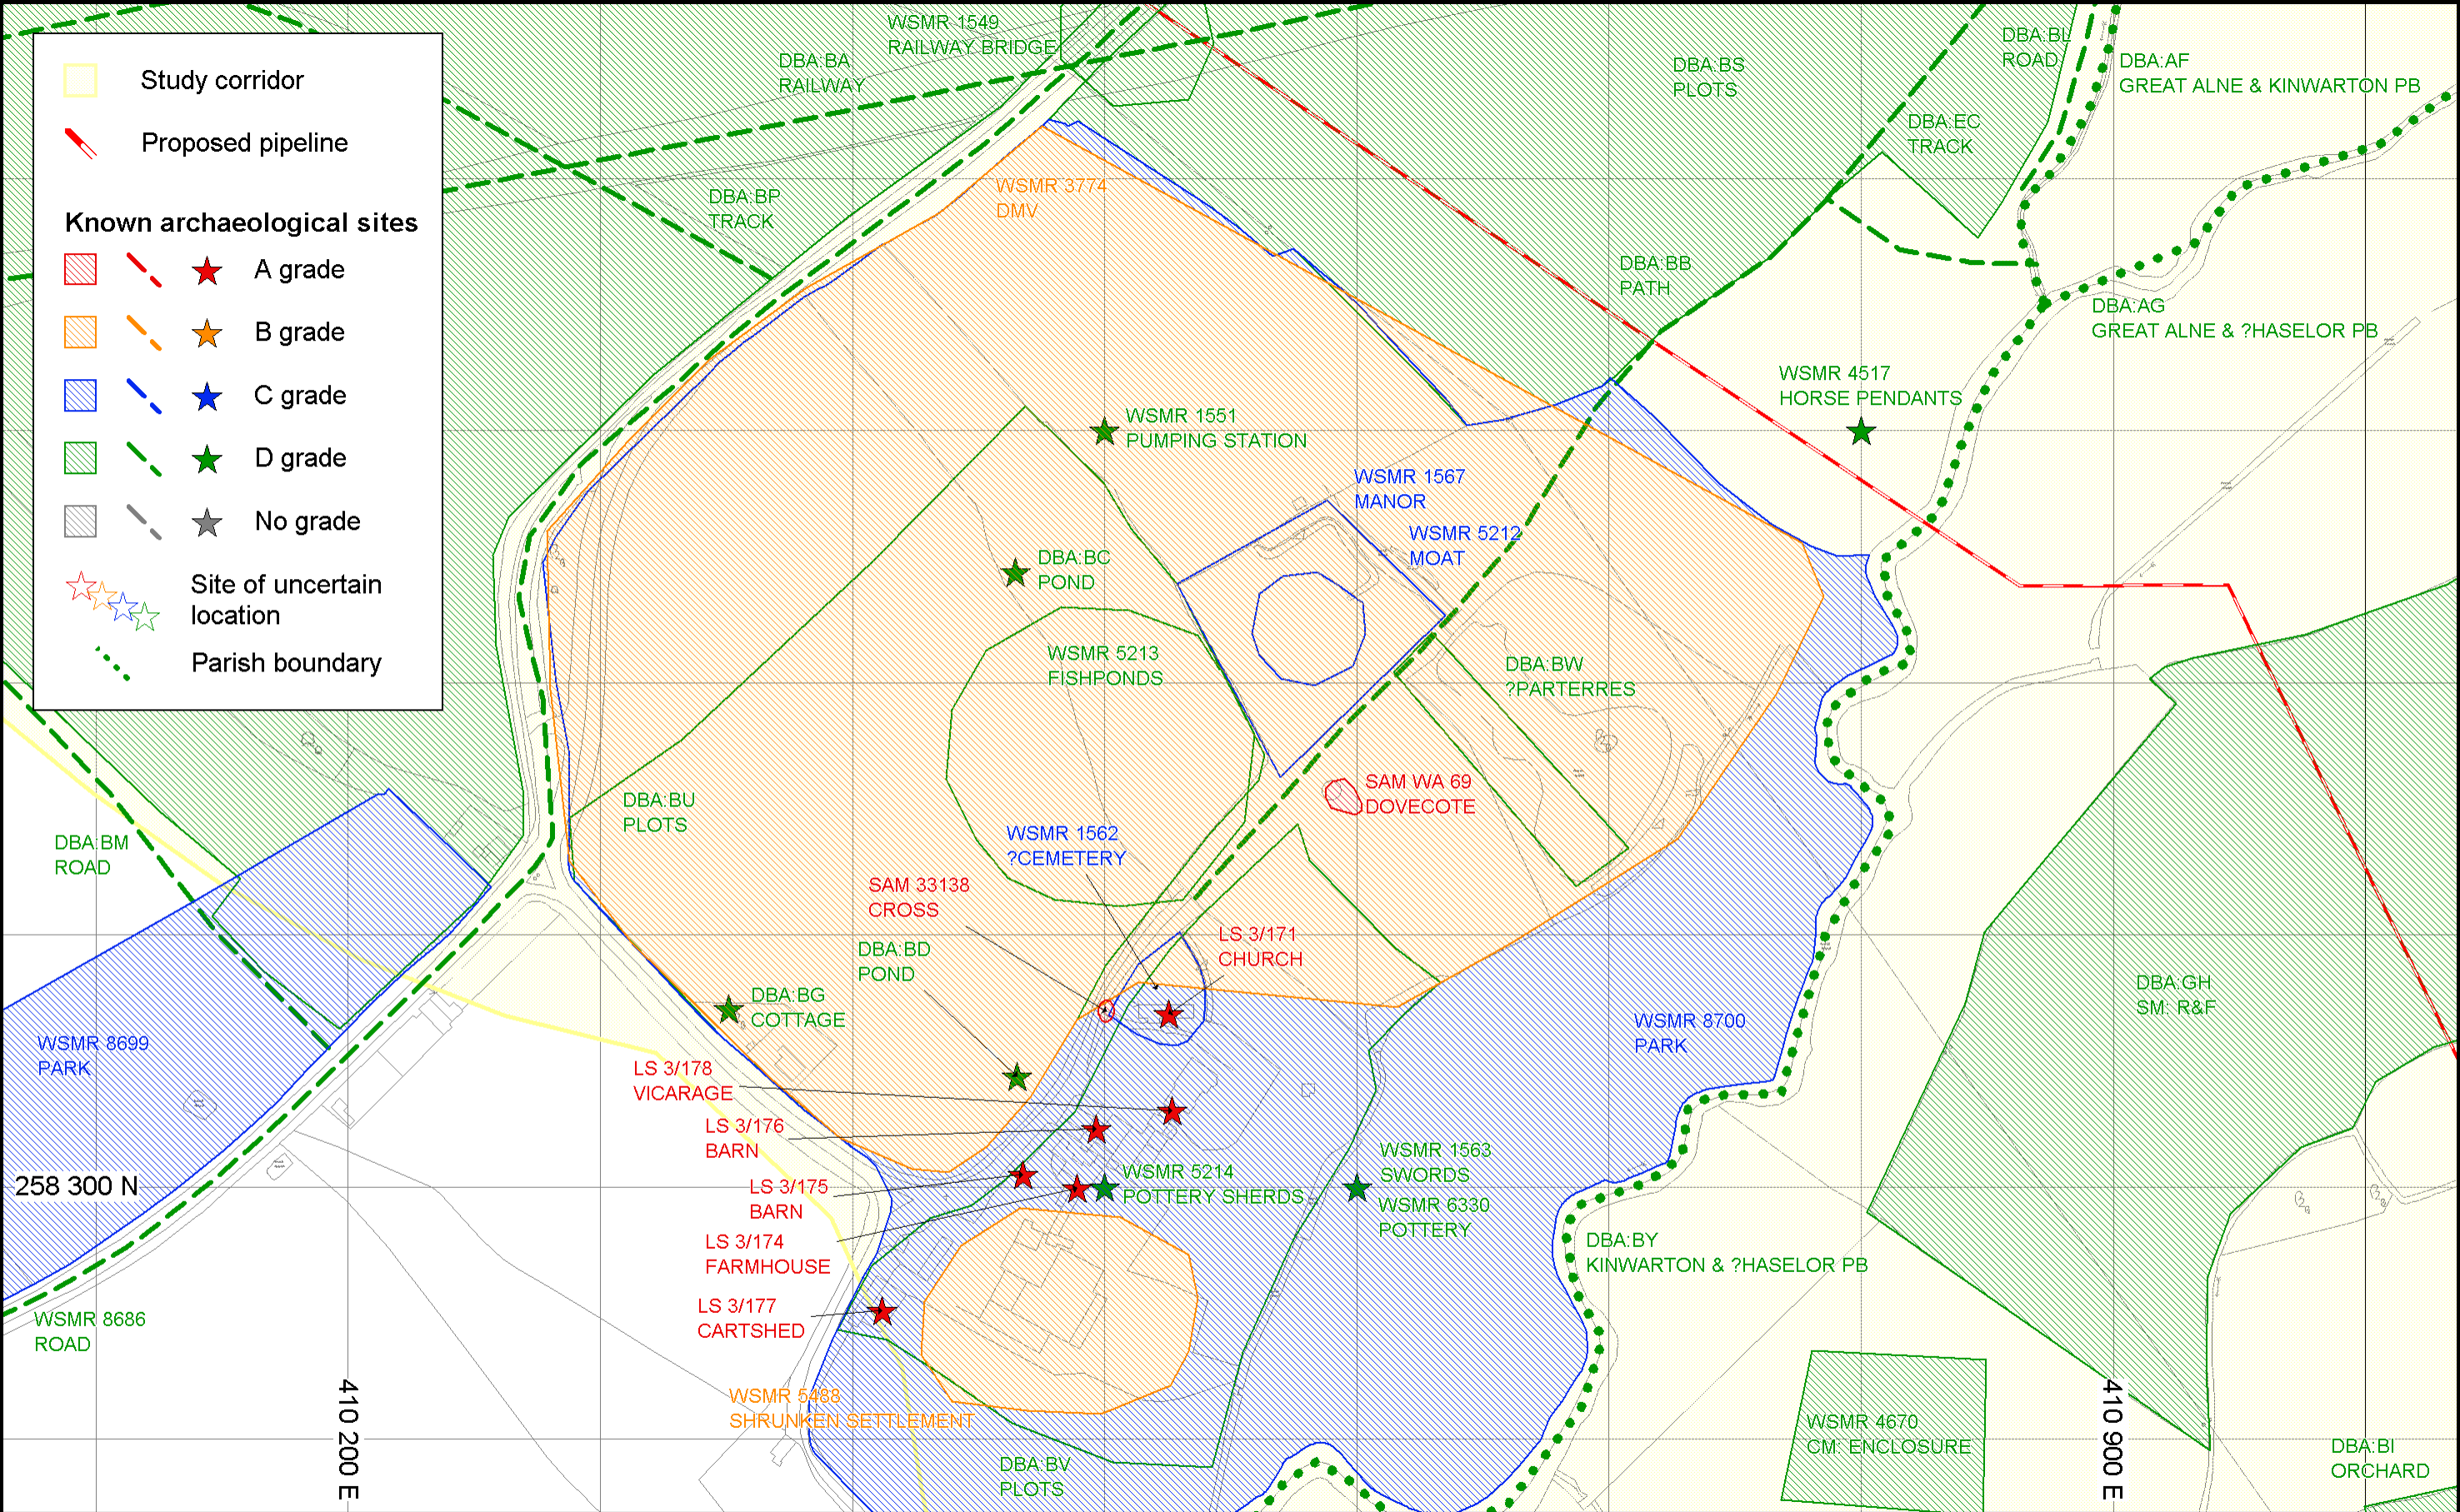 Study corridor
Proposed pipeline
Known archaeological sites
A grade
B grade
C grade
D grade
No grade
Site of uncertain
location
Parish boundary
WSMR 1549
RAILWAY BRIDGE
DBA:BA
RAILWAY
DBA:BS
PLOTS
DBA:BL
ROAD
DBA:AF
GREAT ALNE & KINWARTON PB
DBA:EC
TRACK
WSMR 3774
DMV
DBA:BP
TRACK
DBA:BB
PATH
DBA:AG
GREAT ALNE & ?HASELOR PB
WSMR 4517
HORSE PENDANTS
WSMR 1551
PUMPING STATION
WSMR 1567
MANOR
WSMR 5212
MOAT
DBA:BC
POND
WSMR 5213
FISHPONDS
DBA:BW
?PARTERRES
SAM WA 69
DOVECOTE
DBA:BU
PLOTS
WSMR 1562
?CEMETERY
DBA:BM
ROAD
SAM 33138
CROSS
DBA:BD
POND
LS 3/171
CHURCH
DBA:BG
COTTAGE
DBA:GH
SM: R&F
WSMR 8700
PARK
WSMR 8699
PARK
LS 3/178
VICARAGE
LS 3/176
BARN
WSMR 1563
SWORDS
WSMR 5214
POTTERY SHERDS
LS 3/175
BARN
WSMR 6330
POTTERY
258 300 N
LS 3/174
FARMHOUSE
DBA:BY
KINWARTON & ?HASELOR PB
LS 3/177
CARTSHED
WSMR 8686
ROAD
WSMR 5488
SHRUNKEN SETTLEMENT
WSMR 4670
CM: ENCLOSURE
DBA:BV
PLOTS
DBA:BI
ORCHARD
410 200 E
410 900 E